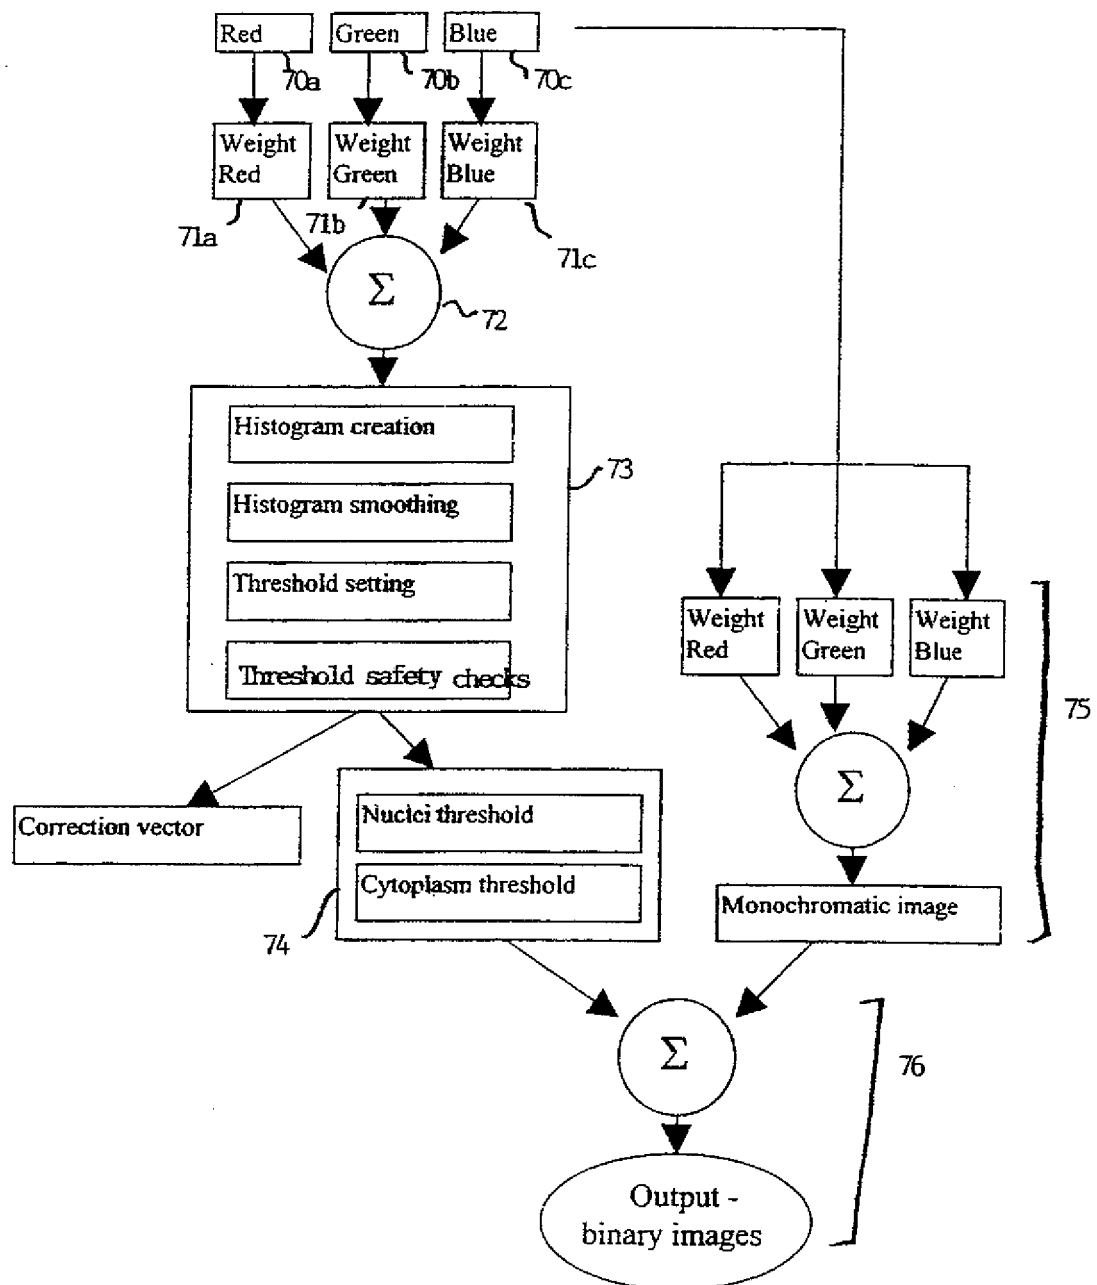 Red
Green
Blue
70a
70b
70c
Weight
Red
Weight
Green
Weight
Blue
71a
71b
71c
Σ
72
Histogram creation
Histogram smoothing
Threshold setting
Threshold safety checks
73
Weight
Red
Weight
Green
Weight
Blue
75
Σ
Correction vector
Nuclei threshold
Cytoplasm threshold
74
Monochromatic image
Σ
76
Output -
binary images